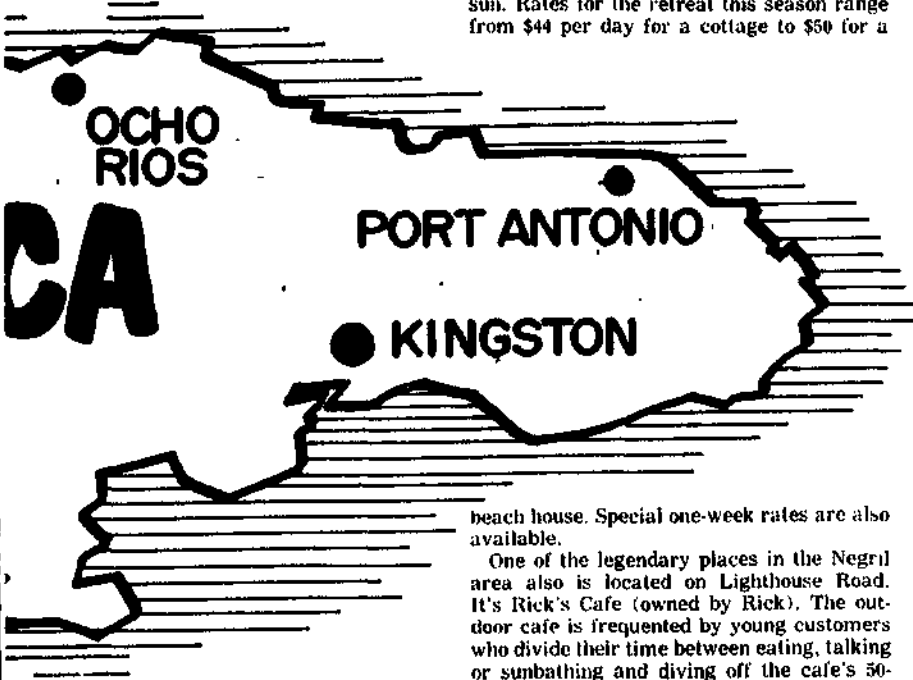 sun. Rates for the retreat this season range
from $44 per day for a cottage to $50 for a
OCHO
RIOS
CA
PORT ANTONIO
KINGSTON
beach house. Special one-week rates are also
available.
One of the legendary places in the Negril
area also is located on Lighthouse Road.
It's Rick's Cafe (owned by Rick). The out-
door cafe is frequented by young customers
who divide their time between eating, talking
or sunbathing and diving off the cafe's 50-